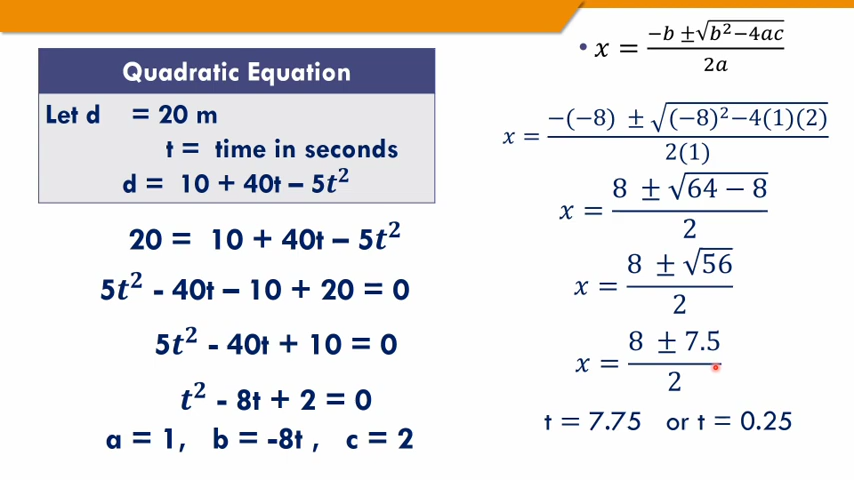 Quadratic Equation
Let d = 20 m
t = time in seconds
d = 10 + 40t – 5t²
20 = 10 + 40t – 5t²
5t² - 40t – 10 + 20 = 0
5t² - 40t + 10 = 0
t² - 8t + 2 = 0
a = 1, b = -8t , c = 2
• x = (−b ±√(b²−4ac))/2a
x = (−(−8) ± √((−8)²−4(1)(2)))/2(1)
x = (8 ± √(64 − 8))/2
x = (8 ± √56)/2
x = (8 ± 7.5)/2
t = 7.75 or t = 0.25